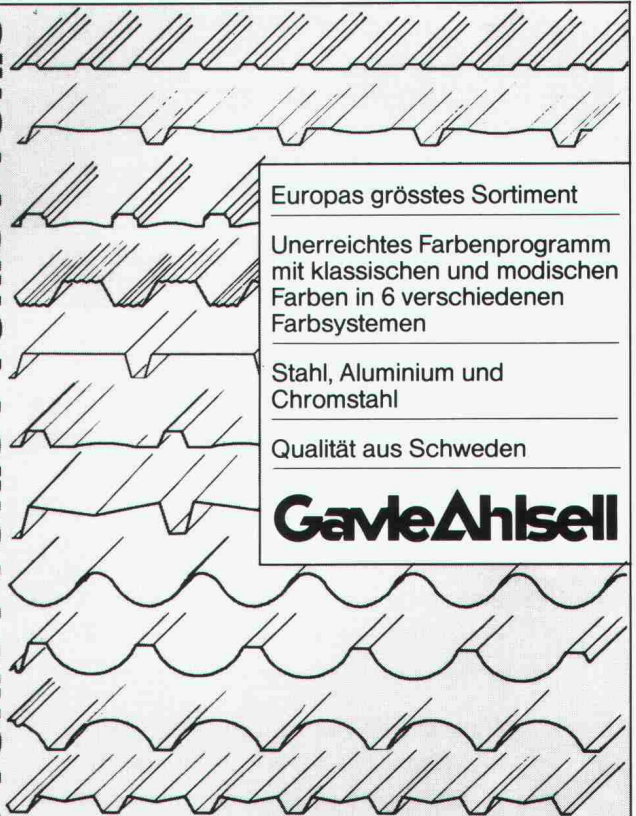 Europas grösstes Sortiment
Unerreichtes Farbenprogramm
mit klassischen und modischen
Farben in 6 verschiedenen
Farbsystemen
Stahl, Aluminium und
Chromstahl
Qualität aus Schweden
GavleAhlsell